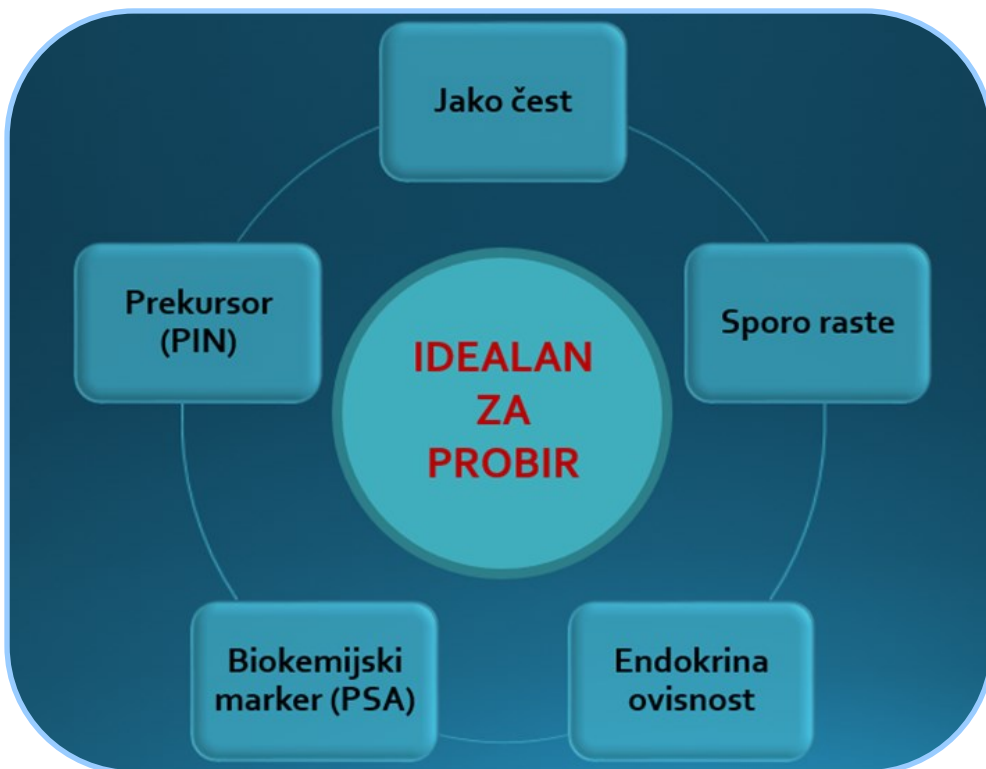 Jako čest
Prekursor
(PIN)
IDEALAN
ZA
PROBIR
Sporo raste
Biokemijski
marker (PSA)
Endokrina
ovisnost